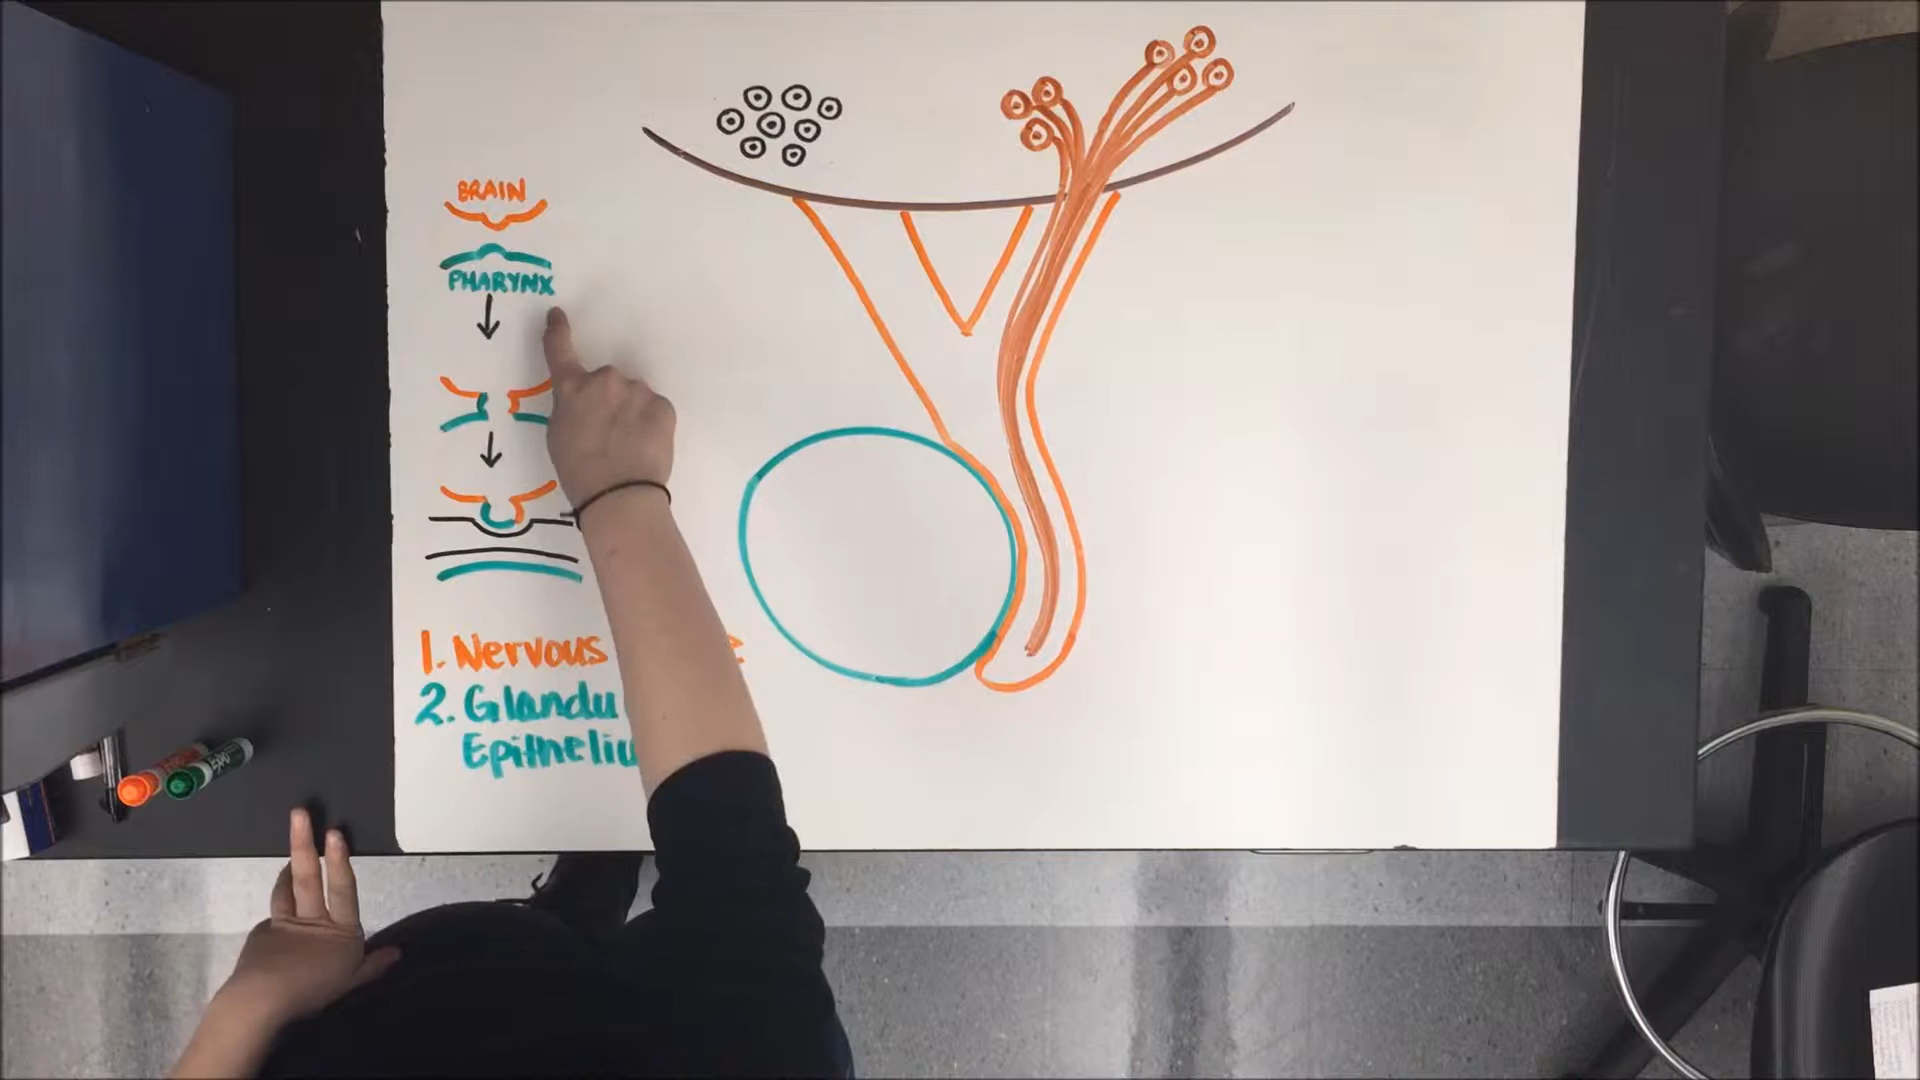 BRAIN
PHARYNX
1. Nervous
2. Glandu
Epitheliu